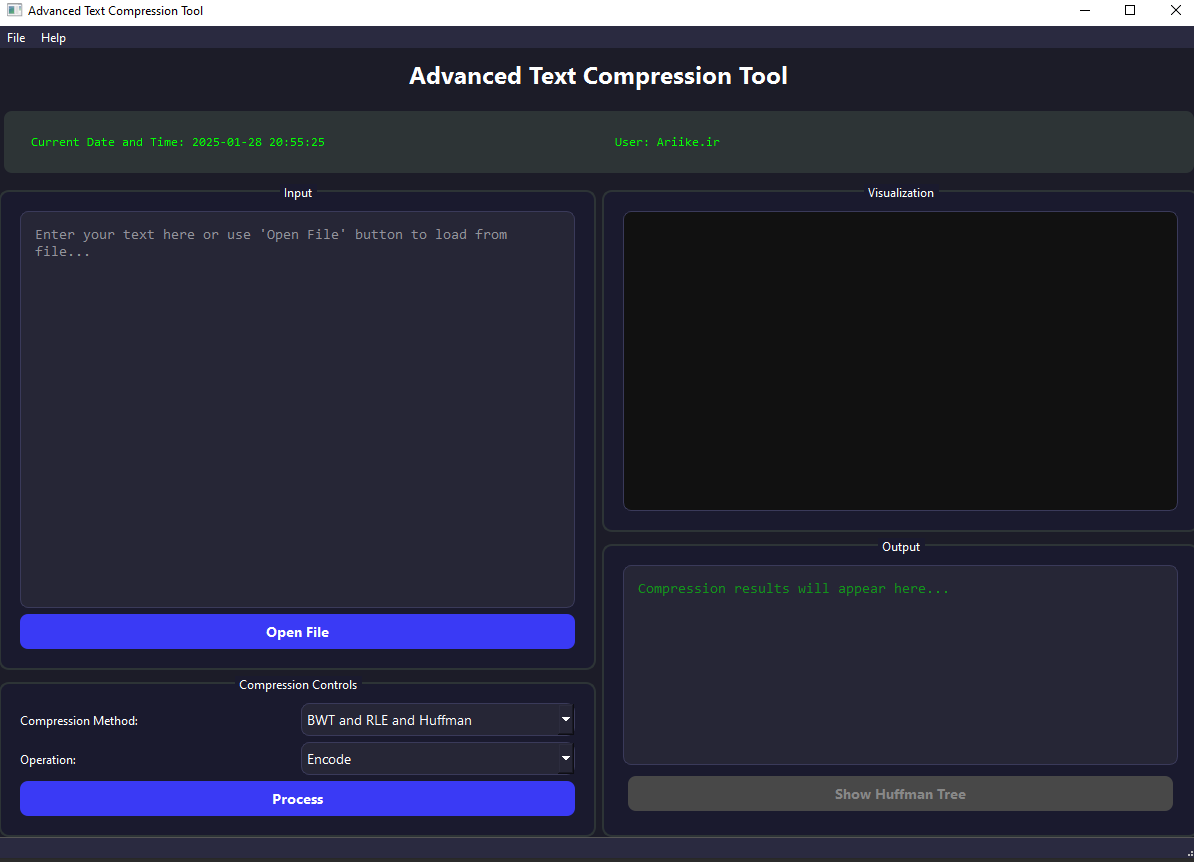 Advanced Text Compression Tool
File Help
Advanced Text Compression Tool
Current Date and Time: 2025-01-28 20:55:25
User: Ariike.ir
Input
Enter your text here or use 'Open File' button to load from
file...
Open File
Compression Controls
Compression Method:
BWT and RLE and Huffman
Operation:
Encode
Process
Visualization
Output
Compression results will appear here...
Show Huffman Tree